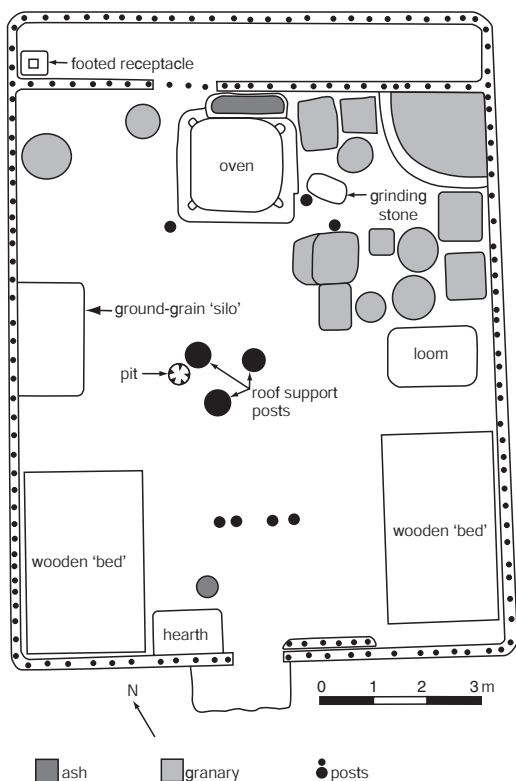 footed receptacle
oven
grinding
stone
ground-grain 'silo'
loom
pit
roof support
posts
wooden 'bed'
wooden 'bed'
hearth
N
0 1 2 3 m
ash
granary
posts